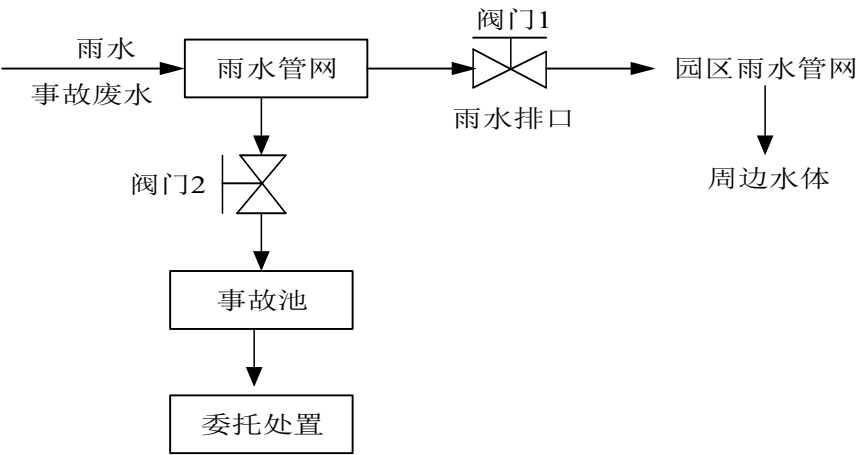 阀门1
雨水
雨水管网
园区雨水管网
事故废水
雨水排口
阀门2
周边水体
事故池
委托处置